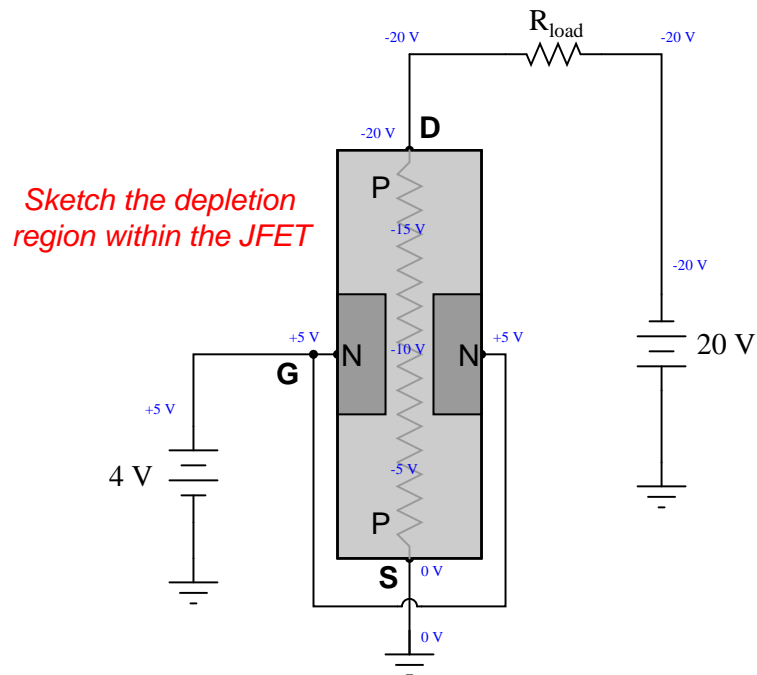 R_load
-20 V
-20 V
-20 V
D
P
Sketch the depletion
region within the JFET
-15 V
-20 V
+5 V
N
-10 V
N
+5 V
20 V
G
+5 V
4 V
-5 V
P
S
0 V
0 V